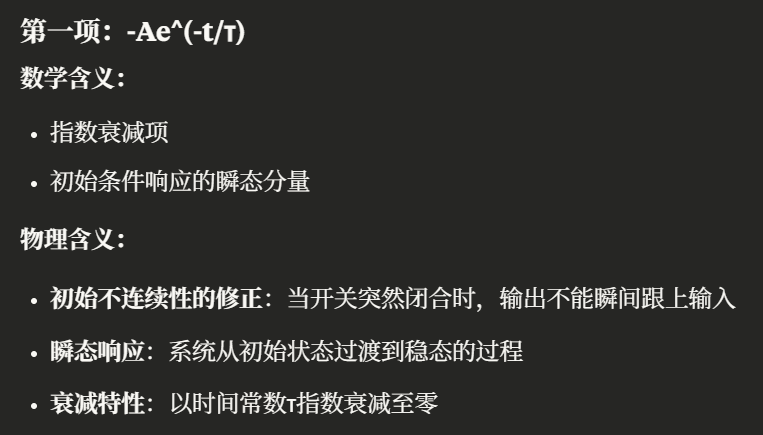 第一项：-Ae^(-t/τ)
数学含义：
• 指数衰减项
• 初始条件响应的瞬态分量
物理含义：
• 初始不连续性的修正：当开关突然闭合时，输出不能瞬间跟上输入
• 瞬态响应：系统从初始状态过渡到稳态的过程
• 衰减特性：以时间常数τ指数衰减至零